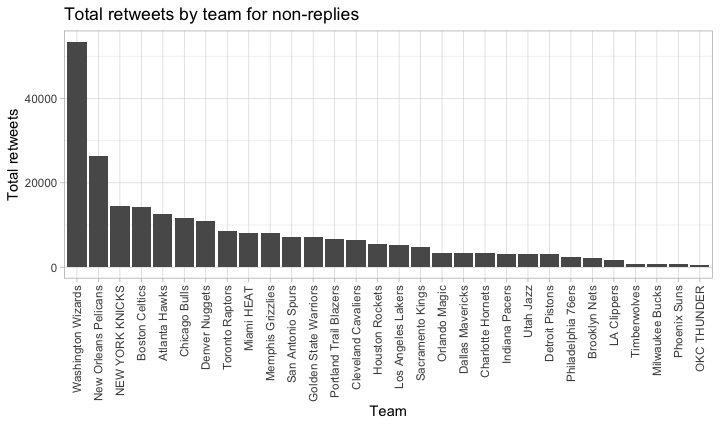 Total retweets by team for non-replies
Total retweets
40000
20000
0
Washington Wizards
New Orleans Pelicans
NEW YORK KNICKS
Boston Celtics
Atlanta Hawks
Chicago Bulls
Denver Nuggets
Toronto Raptors
Miami HEAT
Memphis Grizzlies
San Antonio Spurs
Golden State Warriors
Portland Trail Blazers
Cleveland Cavaliers
Houston Rockets
Los Angeles Lakers
Sacramento Kings
Orlando Magic
Dallas Mavericks
Charlotte Hornets
Indiana Pacers
Utah Jazz
Detroit Pistons
Philadelphia 76ers
Brooklyn Nets
LA Clippers
Timberwolves
Milwaukee Bucks
Phoenix Suns
OKC THUNDER
Team